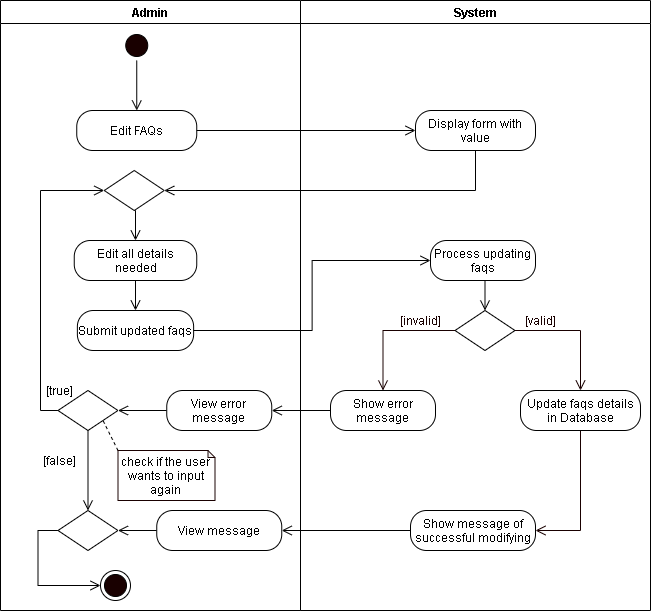 Admin
System
Edit FAQs
Display form with
value
Edit all details
needed
Process updating
faqs
Submit updated faqs
[invalid]
[valid]
[true]
View error
message
Show error
message
Update faqs details
in Database
[false]
check if the user
wants to input
again
View message
Show message of
successful modifying